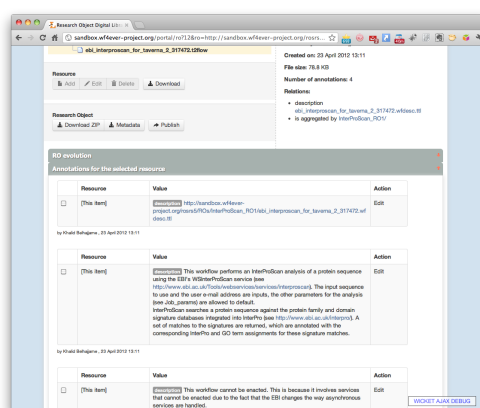 Research Object Digital Libra
sandbox.wf4ever-project.org/portal/ro?12&ro=http://sandbox.wf4ever-project.org/rosrs...
ebi_interproscan_for_taverna_2_317472.t2flow
Created on: 23 April 2012 13:11
File size: 78.8 KB
Number of annotations: 4
Relations:
description
ebi_interproscan_for_taverna_2_317472.wfdesc.ttl
is aggregated by InterProScan_RO1/
Resource
Add Edit Delete Download
Research Object
Download ZIP Metadata Publish
RO evolution
Annotations for the selected resource
Resource Value Action
[This item] description http://sandbox.wf4ever- Edit
project.org/rosrs5/ROs/InterProScan_RO1/ebi_interproscan_for_taverna_2_317472.wf
desc.ttl
by Khalid Belhajjame , 23 April 2012 13:11
Resource Value Action
[This item] description This workflow performs an InterProScan analysis of a protein sequence Edit
using the EBI's WSInterProScan service (see
http://www.ebi.ac.uk/Tools/webservices/services/interproscan). The input sequence
to use and the user e-mail address are inputs, the other parameters for the analysis
(see Job_params) are allowed to default.
InterProScan searches a protein sequence against the protein family and domain
signature databases integrated into InterPro (see http://www.ebi.ac.uk/interpro/). A
set of matches to the signatures are returned, which are annotated with the
corresponding InterPro and GO term assignments for these signature matches.
by Khalid Belhajjame , 23 April 2012 13:11
Resource Value Action
[This item] description This workflow cannot be enacted. This is because it involves services Edit
that cannot be enacted due to the fact that the EBI changes the way asynchronous
services are handled.
WICKET AJAX DEBUG